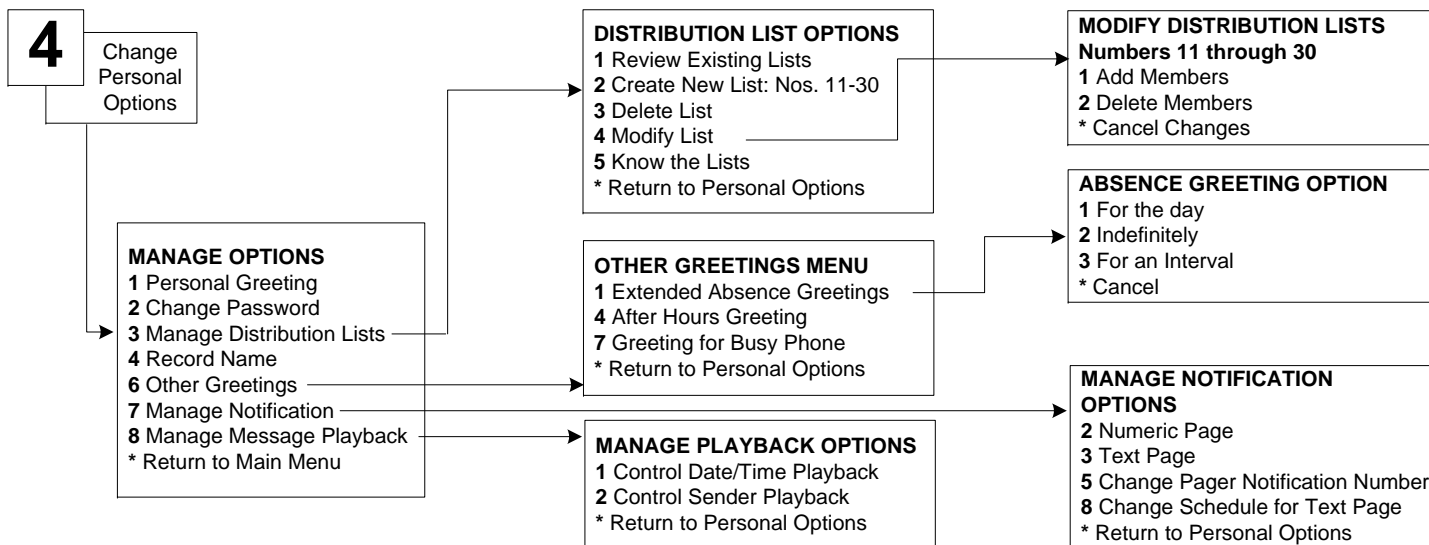 4
Change
Personal
Options
MANAGE OPTIONS
1 Personal Greeting
2 Change Password
3 Manage Distribution Lists
4 Record Name
6 Other Greetings
7 Manage Notification
8 Manage Message Playback
* Return to Main Menu
DISTRIBUTION LIST OPTIONS
1 Review Existing Lists
2 Create New List: Nos. 11-30
3 Delete List
4 Modify List
5 Know the Lists
* Return to Personal Options
OTHER GREETINGS MENU
1 Extended Absence Greetings
4 After Hours Greeting
7 Greeting for Busy Phone
* Return to Personal Options
MANAGE PLAYBACK OPTIONS
1 Control Date/Time Playback
2 Control Sender Playback
* Return to Personal Options
MODIFY DISTRIBUTION LISTS
Numbers 11 through 30
1 Add Members
2 Delete Members
* Cancel Changes
ABSENCE GREETING OPTION
1 For the day
2 Indefinitely
3 For an Interval
* Cancel
MANAGE NOTIFICATION
OPTIONS
2 Numeric Page
3 Text Page
5 Change Pager Notification Number
8 Change Schedule for Text Page
* Return to Personal Options